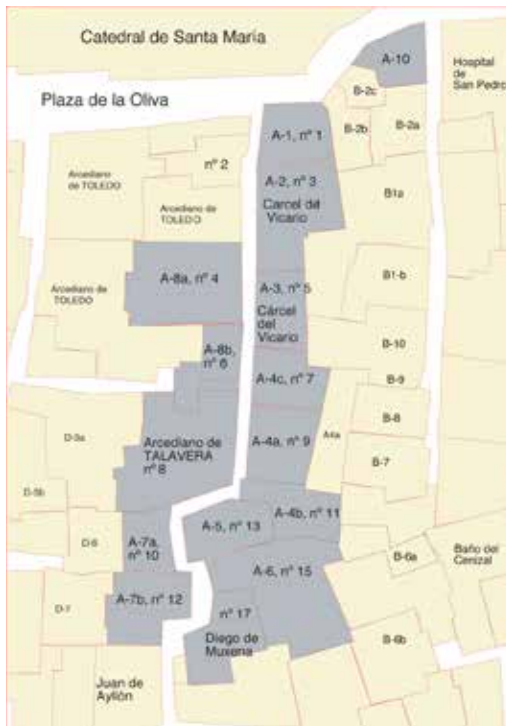 Catedral de Santa María
A-10
Hospital
de
San Pedro
Plaza de la Oliva
B-2c
A-1, nº 1
B-2b
B-2a
nº 2
Arcediano
de TOLEDO
A-2, nº 3
Carcel del
Vicario
B1a
Arcediano de
TOLEDO
A-8a, nº 4
Arcediano de
TOLEDO
B1-b
A-3, nº 5
Cárcel
del
Vicario
A-8b,
nº 6
B-10
A-4c, nº 7
B-9
B-8
D-3a
Arcediano de
TALAVERA
nº 8
A-4a, nº 9
A4a
B-7
D-5b
A-5, nº 13
A-4b, nº 11
D-6
A-7a,
nº 10
B-6a
Baño del
Cenizal
A-6, nº 15
D-7
A-7b, nº 12
nº 17
Diego de
Muxena
B-6b
Juan de
Ayllón